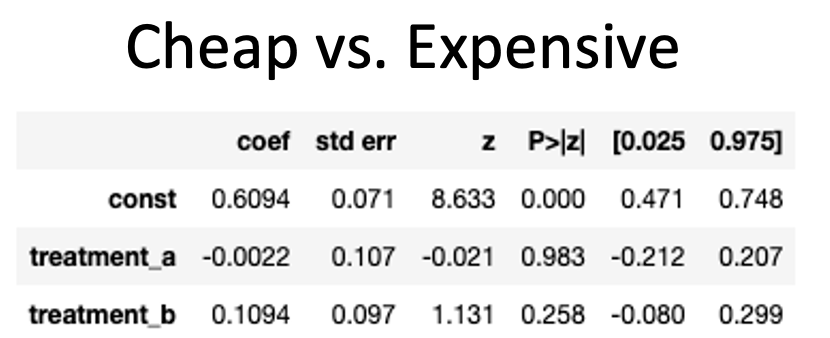 Cheap vs. Expensive
coef std err z P>|z| [0.025 0.975]
const 0.6094 0.071 8.633 0.000 0.471 0.748
treatment_a -0.0022 0.107 -0.021 0.983 -0.212 0.207
treatment_b 0.1094 0.097 1.131 0.258 -0.080 0.299